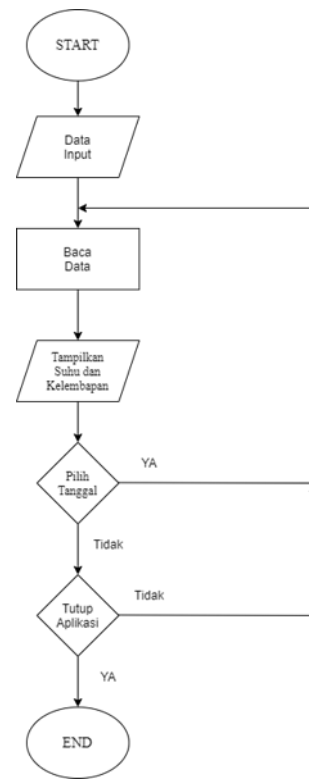 START
Data
Input
Baca
Data
Tampilkan
Suhu dan
Kelembapan
Pilih
Tanggal
YA
Tidak
Tutup
Aplikasi
Tidak
YA
END